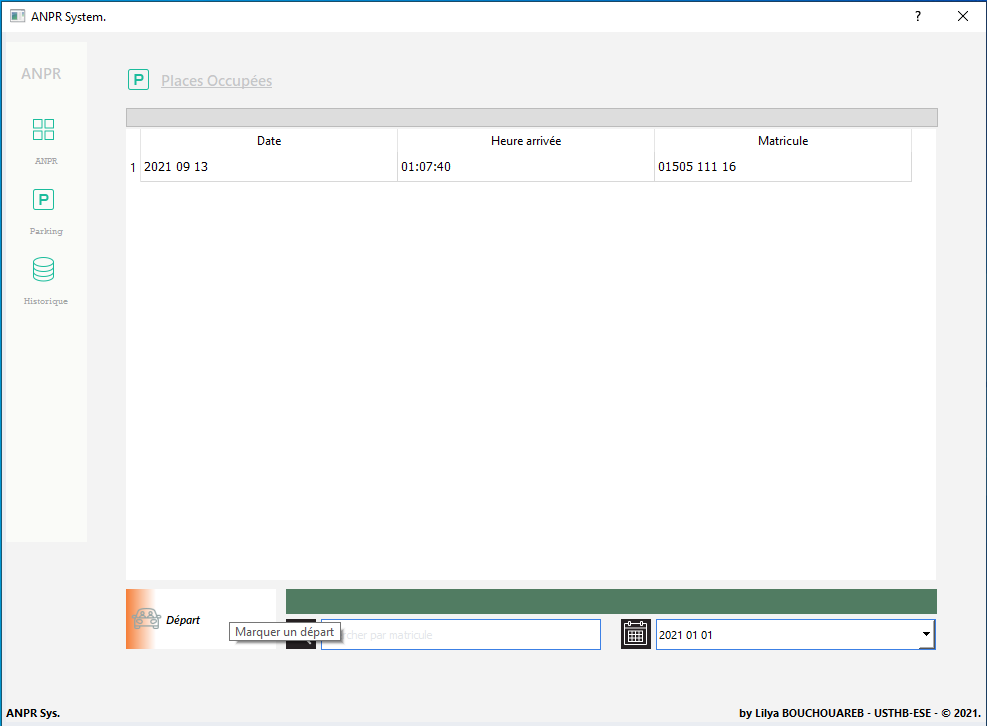 ANPR System.
?
ANPR
ANPR
P
Parking
Historique
P Places Occupées
Date Heure arrivée Matricule
1 2021 09 13 01:07:40 01505 111 16
Départ
Marquer un départ
par matricule
2021 01 01
ANPR Sys.
by Lilya BOUCHOUAREB - USTHB-ESE - © 2021.